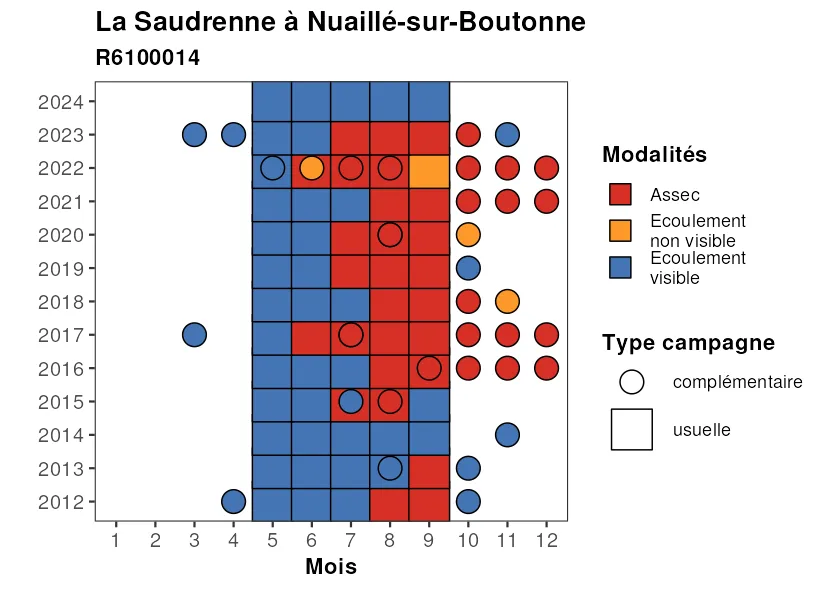 La Saudrenne à Nuaillé-sur-Boutonne
R6100014
2024
2023
2022
2021
2020
2019
2018
2017
2016
2015
2014
2013
2012
1 2 3 4 5 6 7 8 9 10 11 12
Mois
Modalités
Assec
Ecoulement
non visible
Ecoulement
visible
Type campagne
complémentaire
usuelle